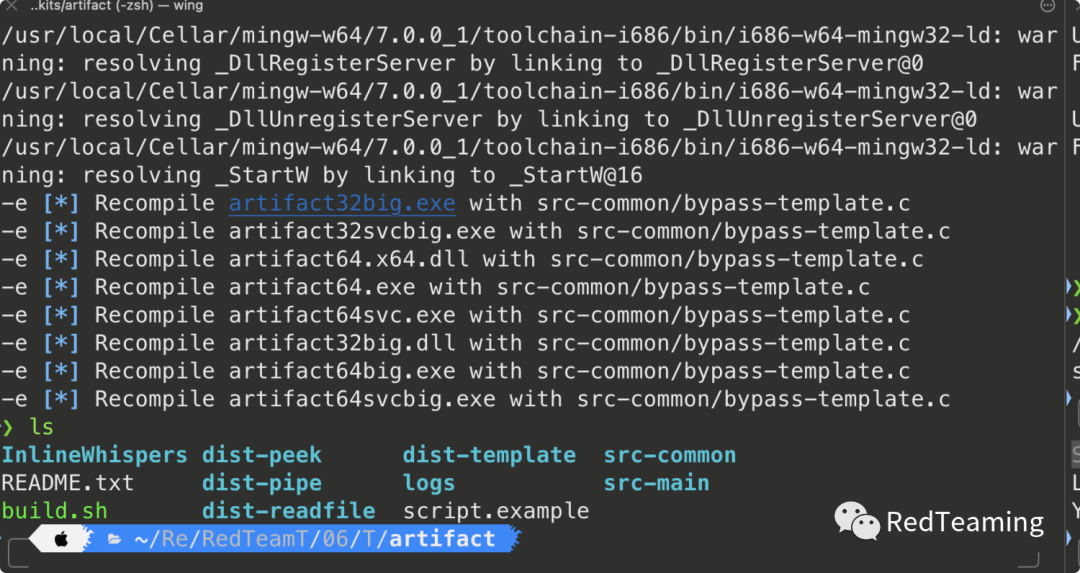 ..kits/artifact (-zsh) — wing
/usr/local/Cellar/mingw-w64/7.0.0_1/toolchain-i686/bin/i686-w64-mingw32-ld: war
ning: resolving _DllRegisterServer by linking to _DllRegisterServer@0
/usr/local/Cellar/mingw-w64/7.0.0_1/toolchain-i686/bin/i686-w64-mingw32-ld: war
ning: resolving _DllUnregisterServer by linking to _DllUnregisterServer@0
/usr/local/Cellar/mingw-w64/7.0.0_1/toolchain-i686/bin/i686-w64-mingw32-ld: war
ning: resolving _StartW by linking to _StartW@16
-e [*] Recompile artifact32big.exe with src-common/bypass-template.c
-e [*] Recompile artifact32svcbig.exe with src-common/bypass-template.c
-e [*] Recompile artifact64.x64.dll with src-common/bypass-template.c
-e [*] Recompile artifact64.exe with src-common/bypass-template.c
-e [*] Recompile artifact64svc.exe with src-common/bypass-template.c
-e [*] Recompile artifact32big.dll with src-common/bypass-template.c
-e [*] Recompile artifact64big.exe with src-common/bypass-template.c
-e [*] Recompile artifact64svcbig.exe with src-common/bypass-template.c
❯ ls
InlineWhispers dist-peek dist-template src-common
README.txt dist-pipe logs src-main
build.sh dist-readfile script.example
~/Re/RedTeamT/06/T/artifact
RedTeaming